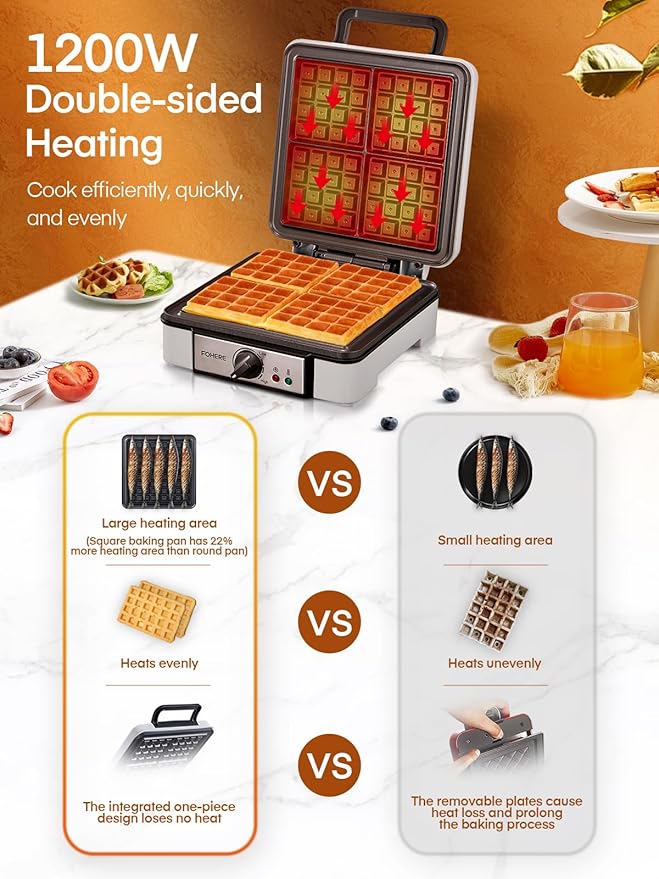 1200W
Double-sided
Heating
Cook efficiently, quickly,
and evenly
FOHERE
Large heating area
(Square baking pan has 22%
more heating area than round pan)
VS
Small heating area
Heats evenly
VS
Heats unevenly
The integrated one-piece
design loses no heat
VS
The removable plates cause
heat loss and prolong
the baking process